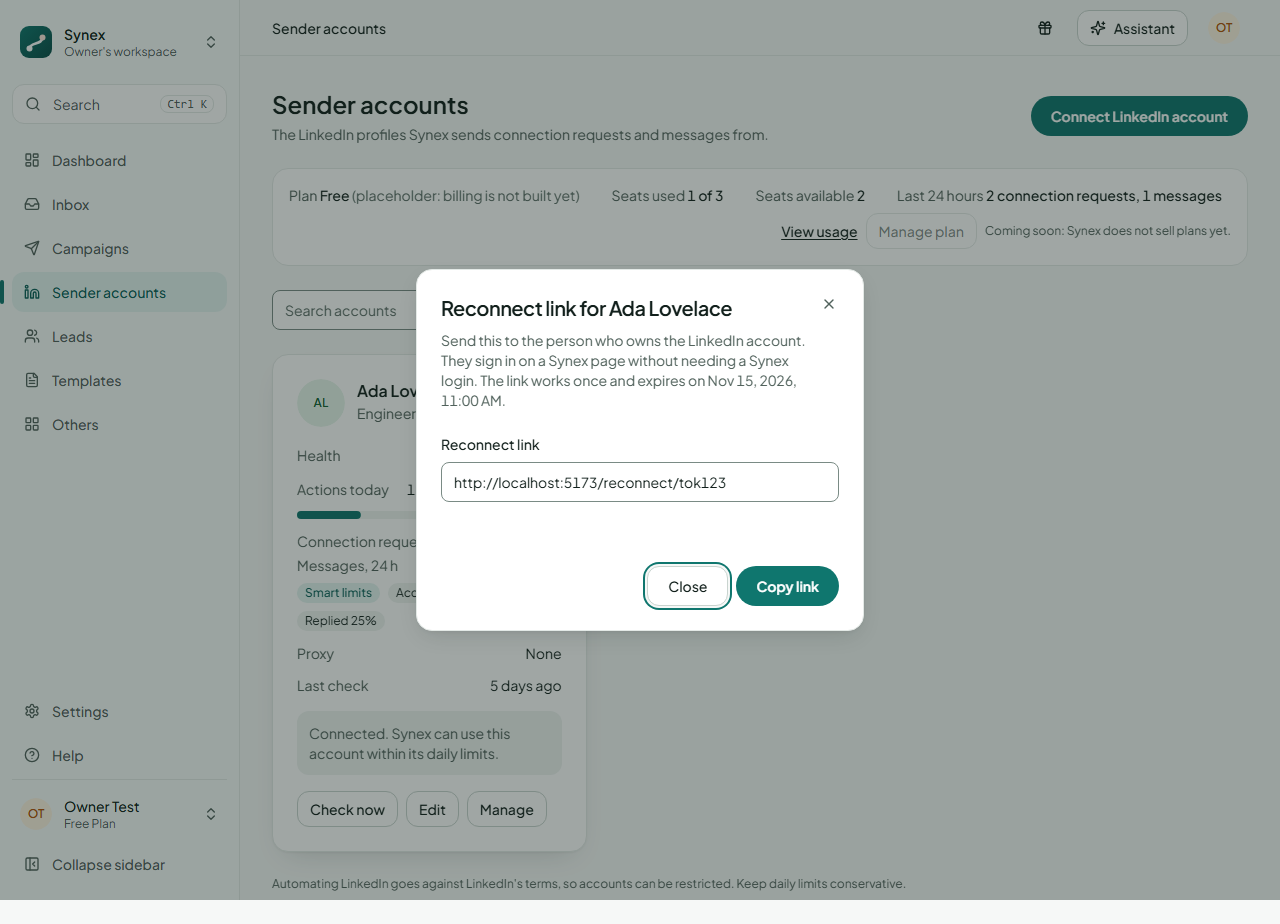 Synex
Owner's workspace
Search
Ctrl K
Dashboard
Inbox
Campaigns
Sender accounts
Leads
Templates
Others
Settings
Help
OT
Owner Test
Free Plan
Collapse sidebar
Sender accounts
Assistant
OT
Sender accounts
The LinkedIn profiles Synex sends connection requests and messages from.
Connect LinkedIn account
Plan Free (placeholder: billing is not built yet)
Seats used 1 of 3
Seats available 2
Last 24 hours 2 connection requests, 1 messages
View usage
Manage plan
Coming soon: Synex does not sell plans yet.
Search accounts
AL
Health
Actions today
Messages, 24 h
Smart limits
Replied 25%
Proxy
None
Last check
5 days ago
Connected. Synex can use this
account within its daily limits.
Check now
Edit
Manage
Automating LinkedIn goes against LinkedIn's terms, so accounts can be restricted. Keep daily limits conservative.
Reconnect link for Ada Lovelace
Send this to the person who owns the LinkedIn account.
They sign in on a Synex page without needing a Synex
login. The link works once and expires on Nov 15, 2026,
11:00 AM.
Reconnect link
http://localhost:5173/reconnect/tok123
Close
Copy link